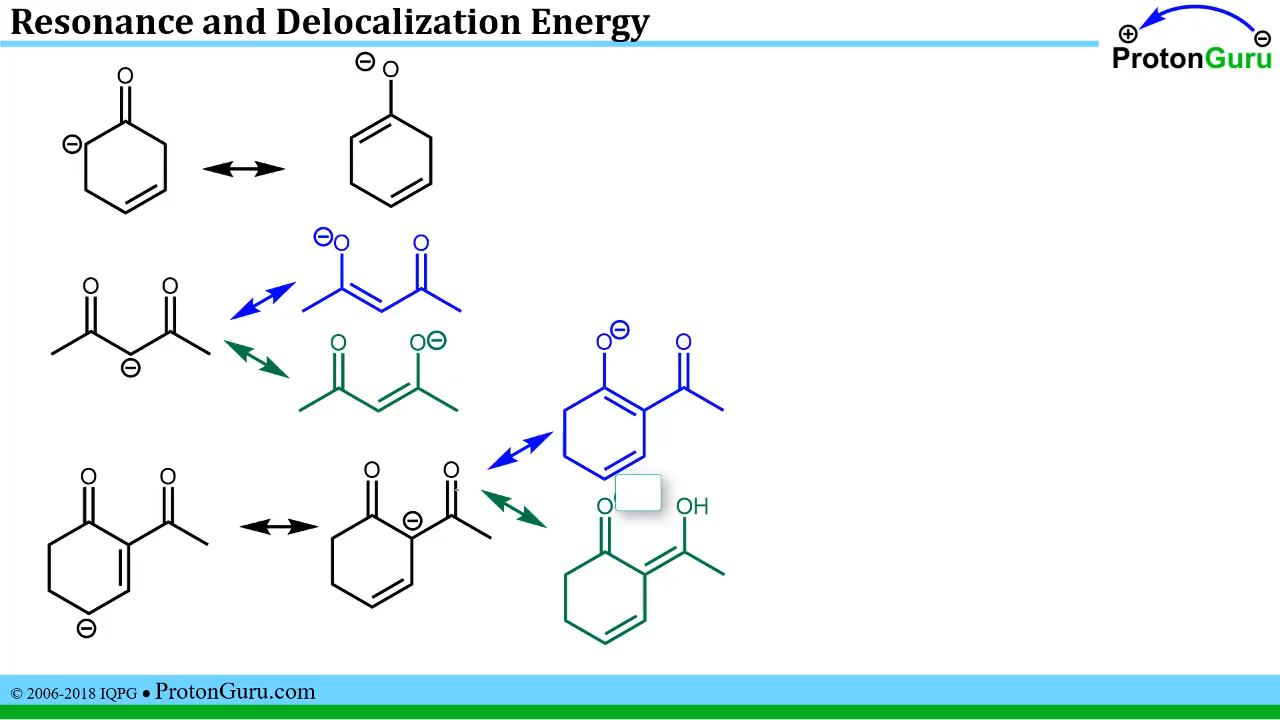 Resonance and Delocalization Energy
⊕ ⊖
ProtonGuru
O
⊖
⊖ O
O O
⊖
⊖ O O
O O ⊖
O ⊖ O
O O
⊖
O O
⊖
O OH
© 2006-2018 IQPG ● ProtonGuru.com